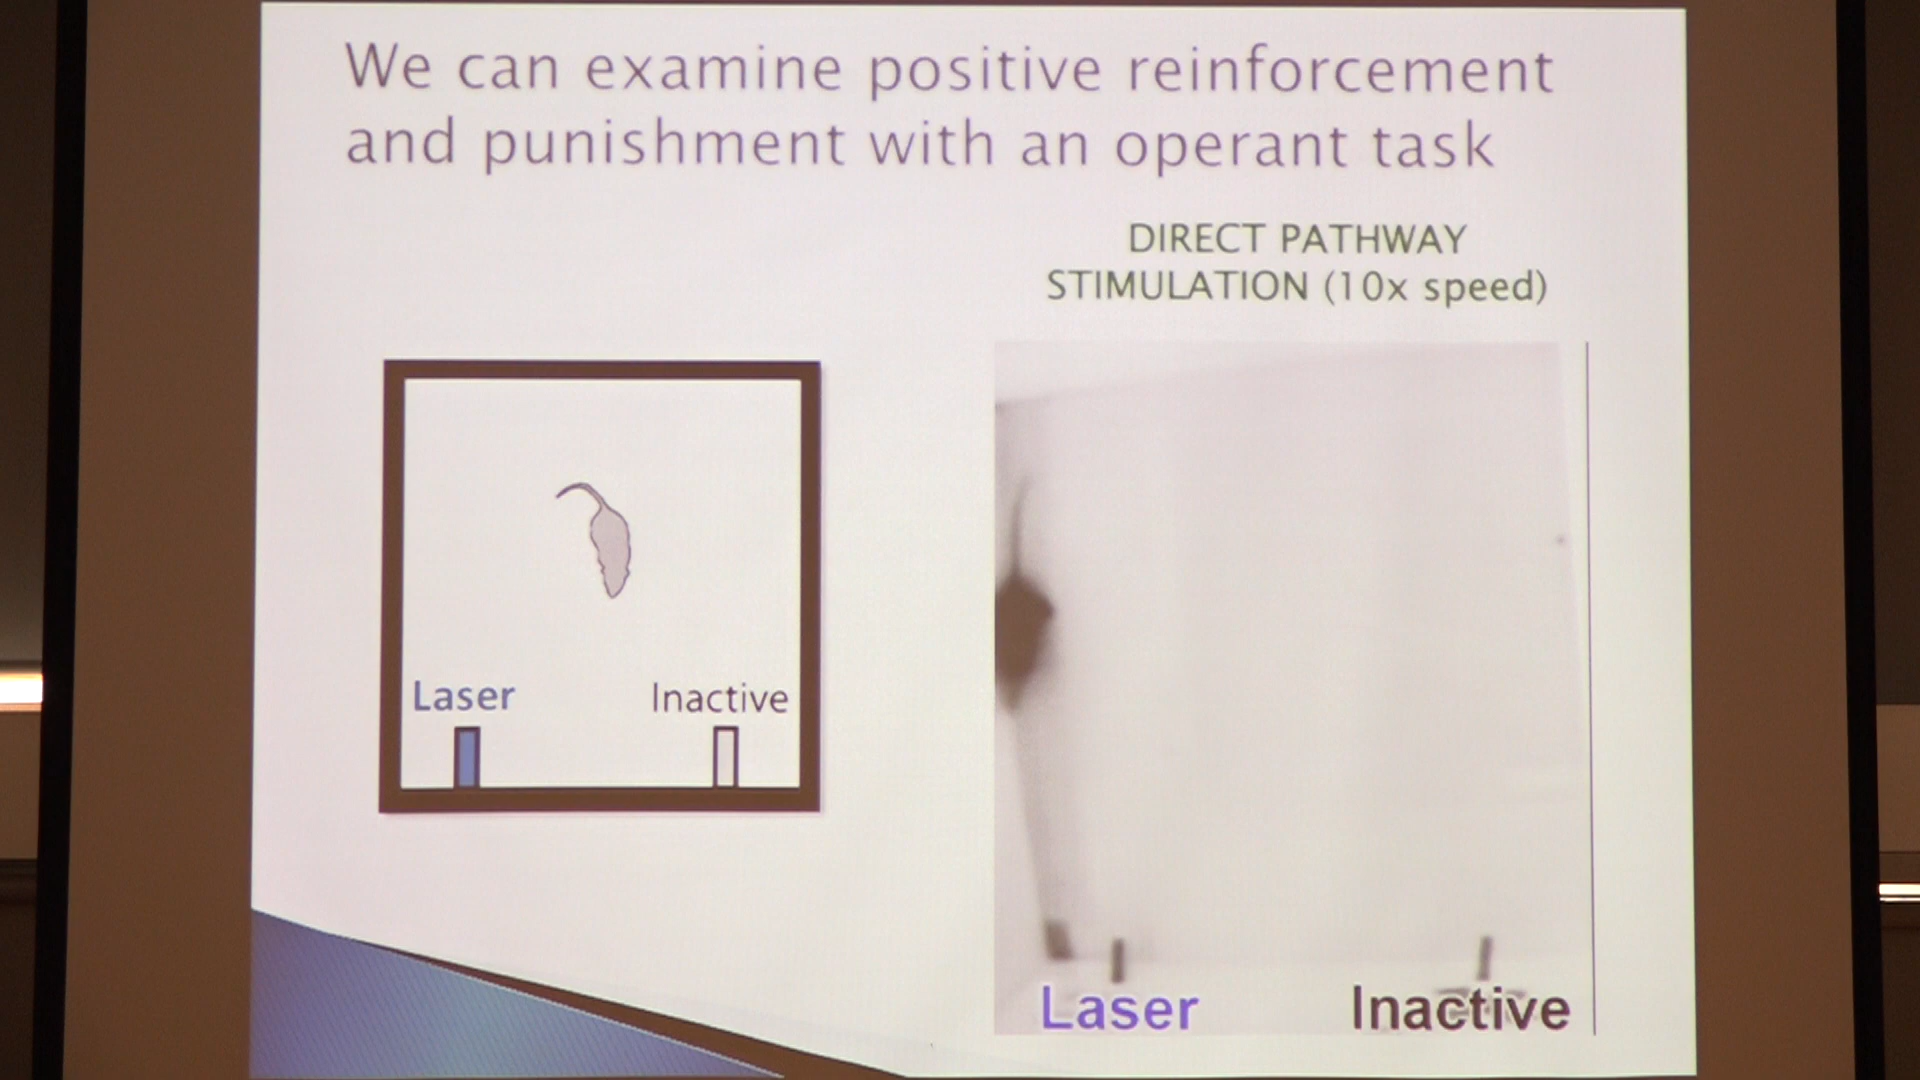 We can examine positive reinforcement
and punishment with an operant task
DIRECT PATHWAY
STIMULATION (10x speed)
Laser
Inactive
Laser
Inactive